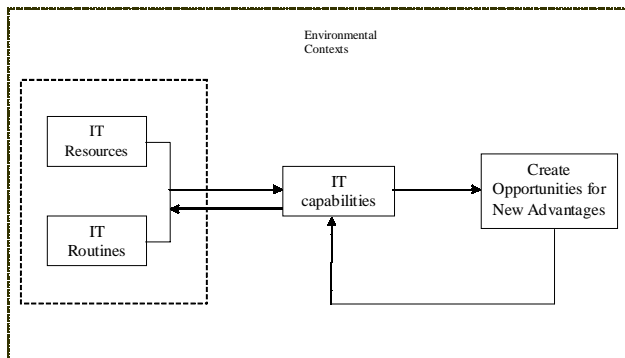 Environmental
Contexts
IT
Resources
IT
Routines
IT
capabilities
Create
Opportunities for
New Advantages